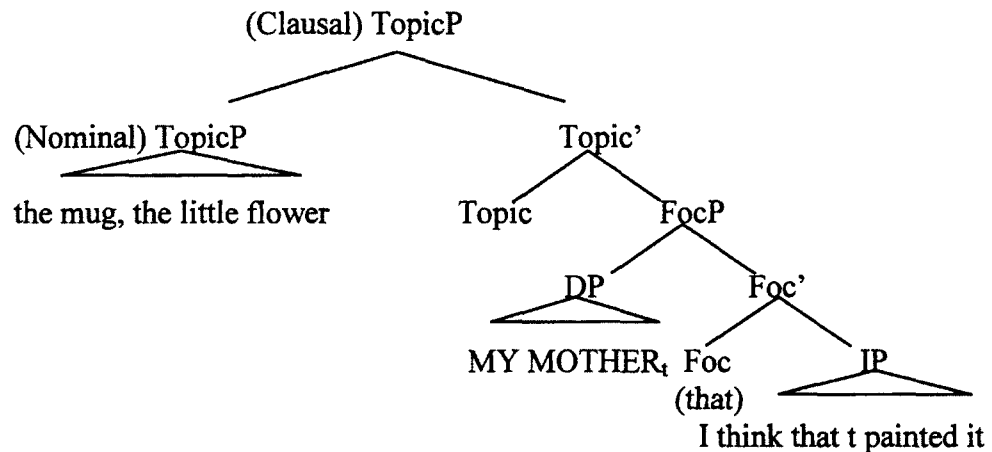 (Clausal) TopicP
(Nominal) TopicP Topic’
the mug, the little flower Topic FocP
DP Foc’
MY MOTHERₜ Foc IP
(that)
I think that t painted it